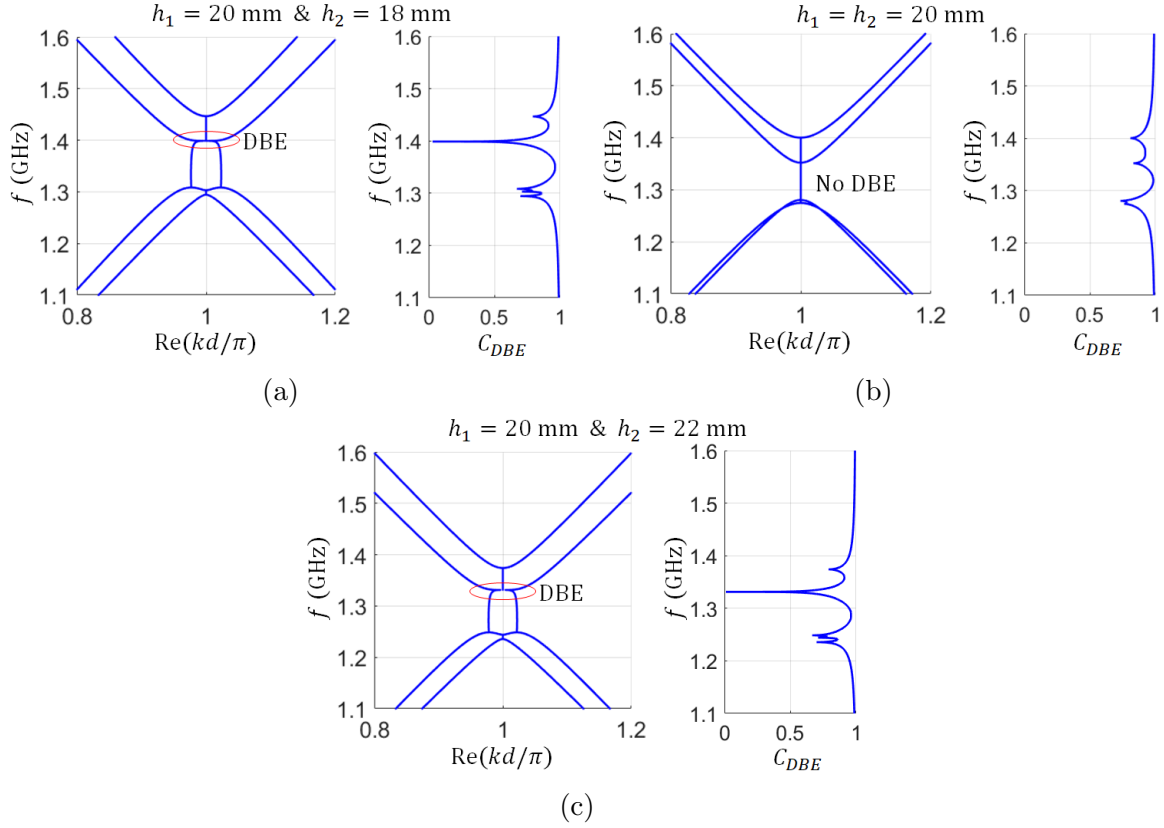 h₁ = 20 mm & h₂ = 18 mm
1.6
1.5
1.4
1.3
1.2
1.1
f (GHz)
DBE
0.8
1
1.2
Re(kd/π)
1.6
1.5
1.4
1.3
1.2
1.1
f (GHz)
0
0.5
1
C_DBE
(a)
h₁ = h₂ = 20 mm
1.6
1.5
1.4
1.3
1.2
1.1
f (GHz)
No DBE
0.8
1
1.2
Re(kd/π)
1.6
1.5
1.4
1.3
1.2
1.1
f (GHz)
0
0.5
1
C_DBE
(b)
h₁ = 20 mm & h₂ = 22 mm
1.6
1.5
1.4
1.3
1.2
1.1
f (GHz)
DBE
0.8
1
1.2
Re(kd/π)
1.6
1.5
1.4
1.3
1.2
1.1
f (GHz)
0
0.5
1
C_DBE
(c)